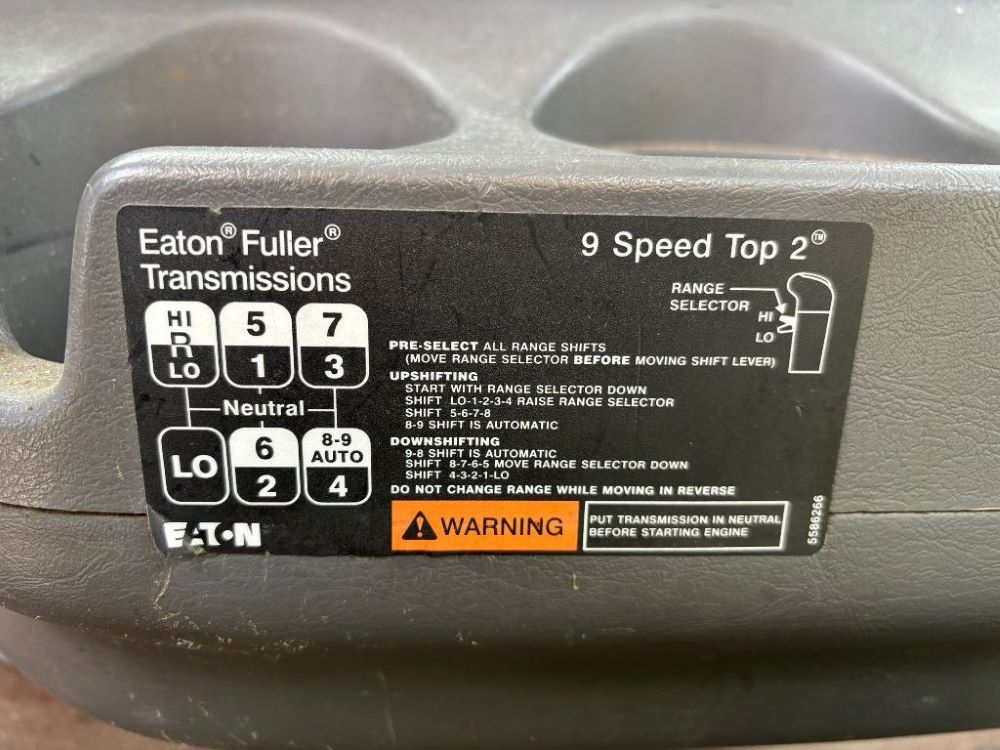 Eaton® Fuller®
Transmissions
9 Speed Top 2™
RANGE
SELECTOR
HI
LO
HI
R
LO
5
1
7
3
Neutral
LO
6
2
8-9
AUTO
4
PRE-SELECT ALL RANGE SHIFTS
(MOVE RANGE SELECTOR BEFORE MOVING SHIFT LEVER)
UPSHIFTING
START WITH RANGE SELECTOR DOWN
SHIFT LO-1-2-3-4 RAISE RANGE SELECTOR
SHIFT 5-6-7-8
8-9 SHIFT IS AUTOMATIC
DOWNSHIFTING
9-8 SHIFT IS AUTOMATIC
SHIFT 8-7-6-5 MOVE RANGE SELECTOR DOWN
SHIFT 4-3-2-1-LO
DO NOT CHANGE RANGE WHILE MOVING IN REVERSE
EATON
WARNING
PUT TRANSMISSION IN NEUTRAL
BEFORE STARTING ENGINE
5586266